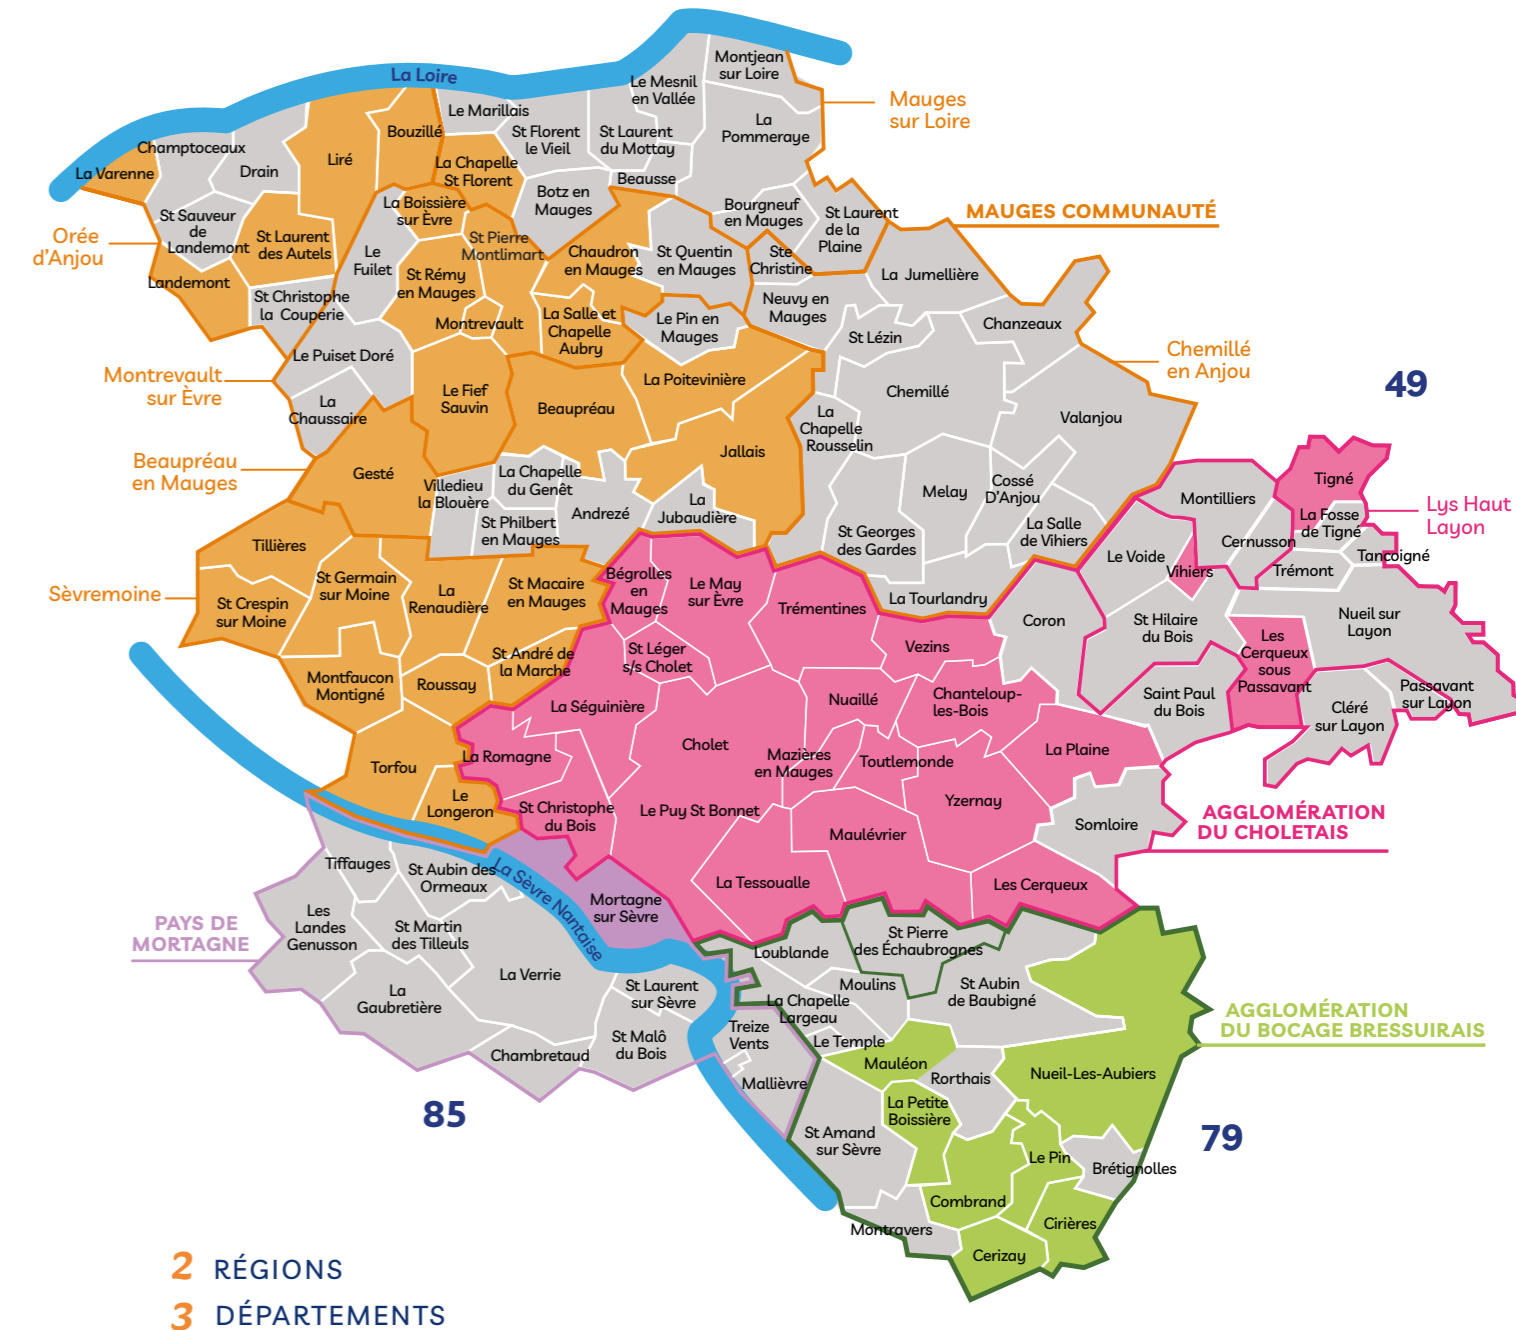 La Loire
Montjean
sur Loire
Le Mesnil
en Vallée
Mauges
sur Loire
Le Marillais
La
Pommeraye
Bouzillé
St Florent
le Vieil
St Laurent
du Mottay
Champtoceaux
Liré
La Varenne
Drain
La Chapelle
St Florent
Beausse
Botz en
Mauges
La Boissière
sur Èvre
Bourgneuf
en Mauges
St Laurent
de la
Plaine
MAUGES COMMUNAUTÉ
St Sauveur
de
Landemont
Orée
d'Anjou
St Laurent
des Autels
St Pierre
Montlimart
Le
Fuilet
Chaudron
en Mauges
St Quentin
en Mauges
Ste
Christine
La Jumellière
Landemont
St Rémy
en Mauges
St Christophe
la Couperie
Neuvy en
Mauges
Montrevault
La Salle et
Chapelle
Aubry
Le Pin en
Mauges
St Lézin
Chanzeaux
Le Puiset Doré
Chemillé
en Anjou
Montrevault
sur Èvre
La Poitevinière
49
Le Fief
Sauvin
Beaupréau
Chemillé
La
Chaussaire
La
Chapelle
Rousselin
Valanjou
Jallais
Beaupréau
en Mauges
Gesté
La Chapelle
du Genêt
Villedieu
la Blouère
Melay
Cossé
D'Anjou
Montilliers
Tigné
Lys Haut
Layon
La
Jubaudière
Andrezé
St Philbert
en Mauges
St Georges
des Gardes
La Salle
de Vihiers
La Fosse
de Tigné
Cernusson
Tancoigné
Tillières
Le Voide
Vihiers
Trémont
Sèvremoine
St Germain
sur Moine
St Crespin
sur Moine
La
Renaudière
St Macaire
en Mauges
Bégrolles
en
Mauges
Le May
sur Èvre
Trémentines
La Tourlandry
Coron
St Hilaire
du Bois
Nueil sur
Layon
Vezins
Les
Cerqueux
sous
Passavant
St André de
la Marche
St Léger
s/s Cholet
Montfaucon
Montigné
Roussay
La Séguinière
Nuaillé
Chanteloup-
les-Bois
Saint Paul
du Bois
Passavant
sur Layon
Cléré
sur Layon
La Romagne
Cholet
Mazières
en Mauges
Toutlemonde
La Plaine
Torfou
Le
Longeron
St Christophe
du Bois
Le Puy St Bonnet
Yzernay
Maulévrier
Somloire
AGGLOMÉRATION
DU CHOLETAIS
Tiffauges
St Aubin des
Ormeaux
La Sèvre Nantaise
La Tessoualle
Les Cerqueux
Mortagne
sur Sèvre
PAYS DE
MORTAGNE
Les
Landes
Genusson
St Martin
des Tilleuls
St Pierre
des Échaubrognes
Loublande
La Verrie
La
Gaubretière
St Laurent
sur Sèvre
Moulins
St Aubin
de Baubigné
La Chapelle
Largeau
AGGLOMÉRATION
DU BOCAGE BRESSUIRAIS
Treize
Vents
Le Temple
Chambretaud
St Malô
du Bois
Mauléon
Rorthais
Nueil-Les-Aubiers
Mallièvre
85
La Petite
Boissière
St Amand
sur Sèvre
79
Le Pin
Brétignolles
Combrand
Cirières
Montravers
Cerizay
2 RÉGIONS
3 DÉPARTEMENTS